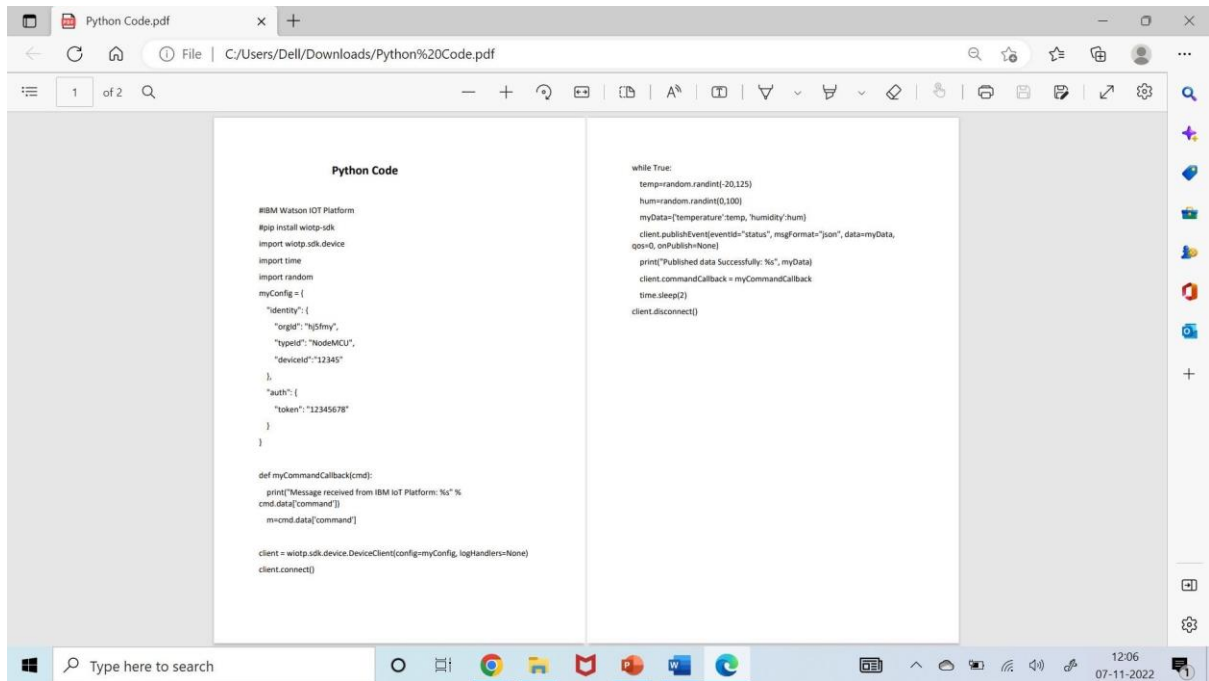 Python Code.pdf
File | C:/Users/Dell/Downloads/Python%20Code.pdf
1 of 2
Python Code
#IBM Watson IOT Platform
#pip install wiotp-sdk
import wiotp.sdk.device
import time
import random
myConfig = {
"identity": {
"orgId": "hj5fmy",
"typeId": "NodeMCU",
"deviceId":"12345"
},
"auth": {
"token": "12345678"
}
}
def myCommandCallback(cmd):
print("Message received from IBM IoT Platform: %s" %
cmd.data['command'])
m=cmd.data['command']
client = wiotp.sdk.device.DeviceClient(config=myConfig, logHandlers=None)
client.connect()
while True:
temp=random.randint(-20,125)
hum=random.randint(0,100)
myData={'temperature':temp, 'humidity':hum}
client.publishEvent(eventId="status", msgFormat="json", data=myData,
qos=0, onPublish=None)
print("Published data Successfully: %s", myData)
client.commandCallback = myCommandCallback
time.sleep(2)
client.disconnect()
Type here to search
12:06
07-11-2022